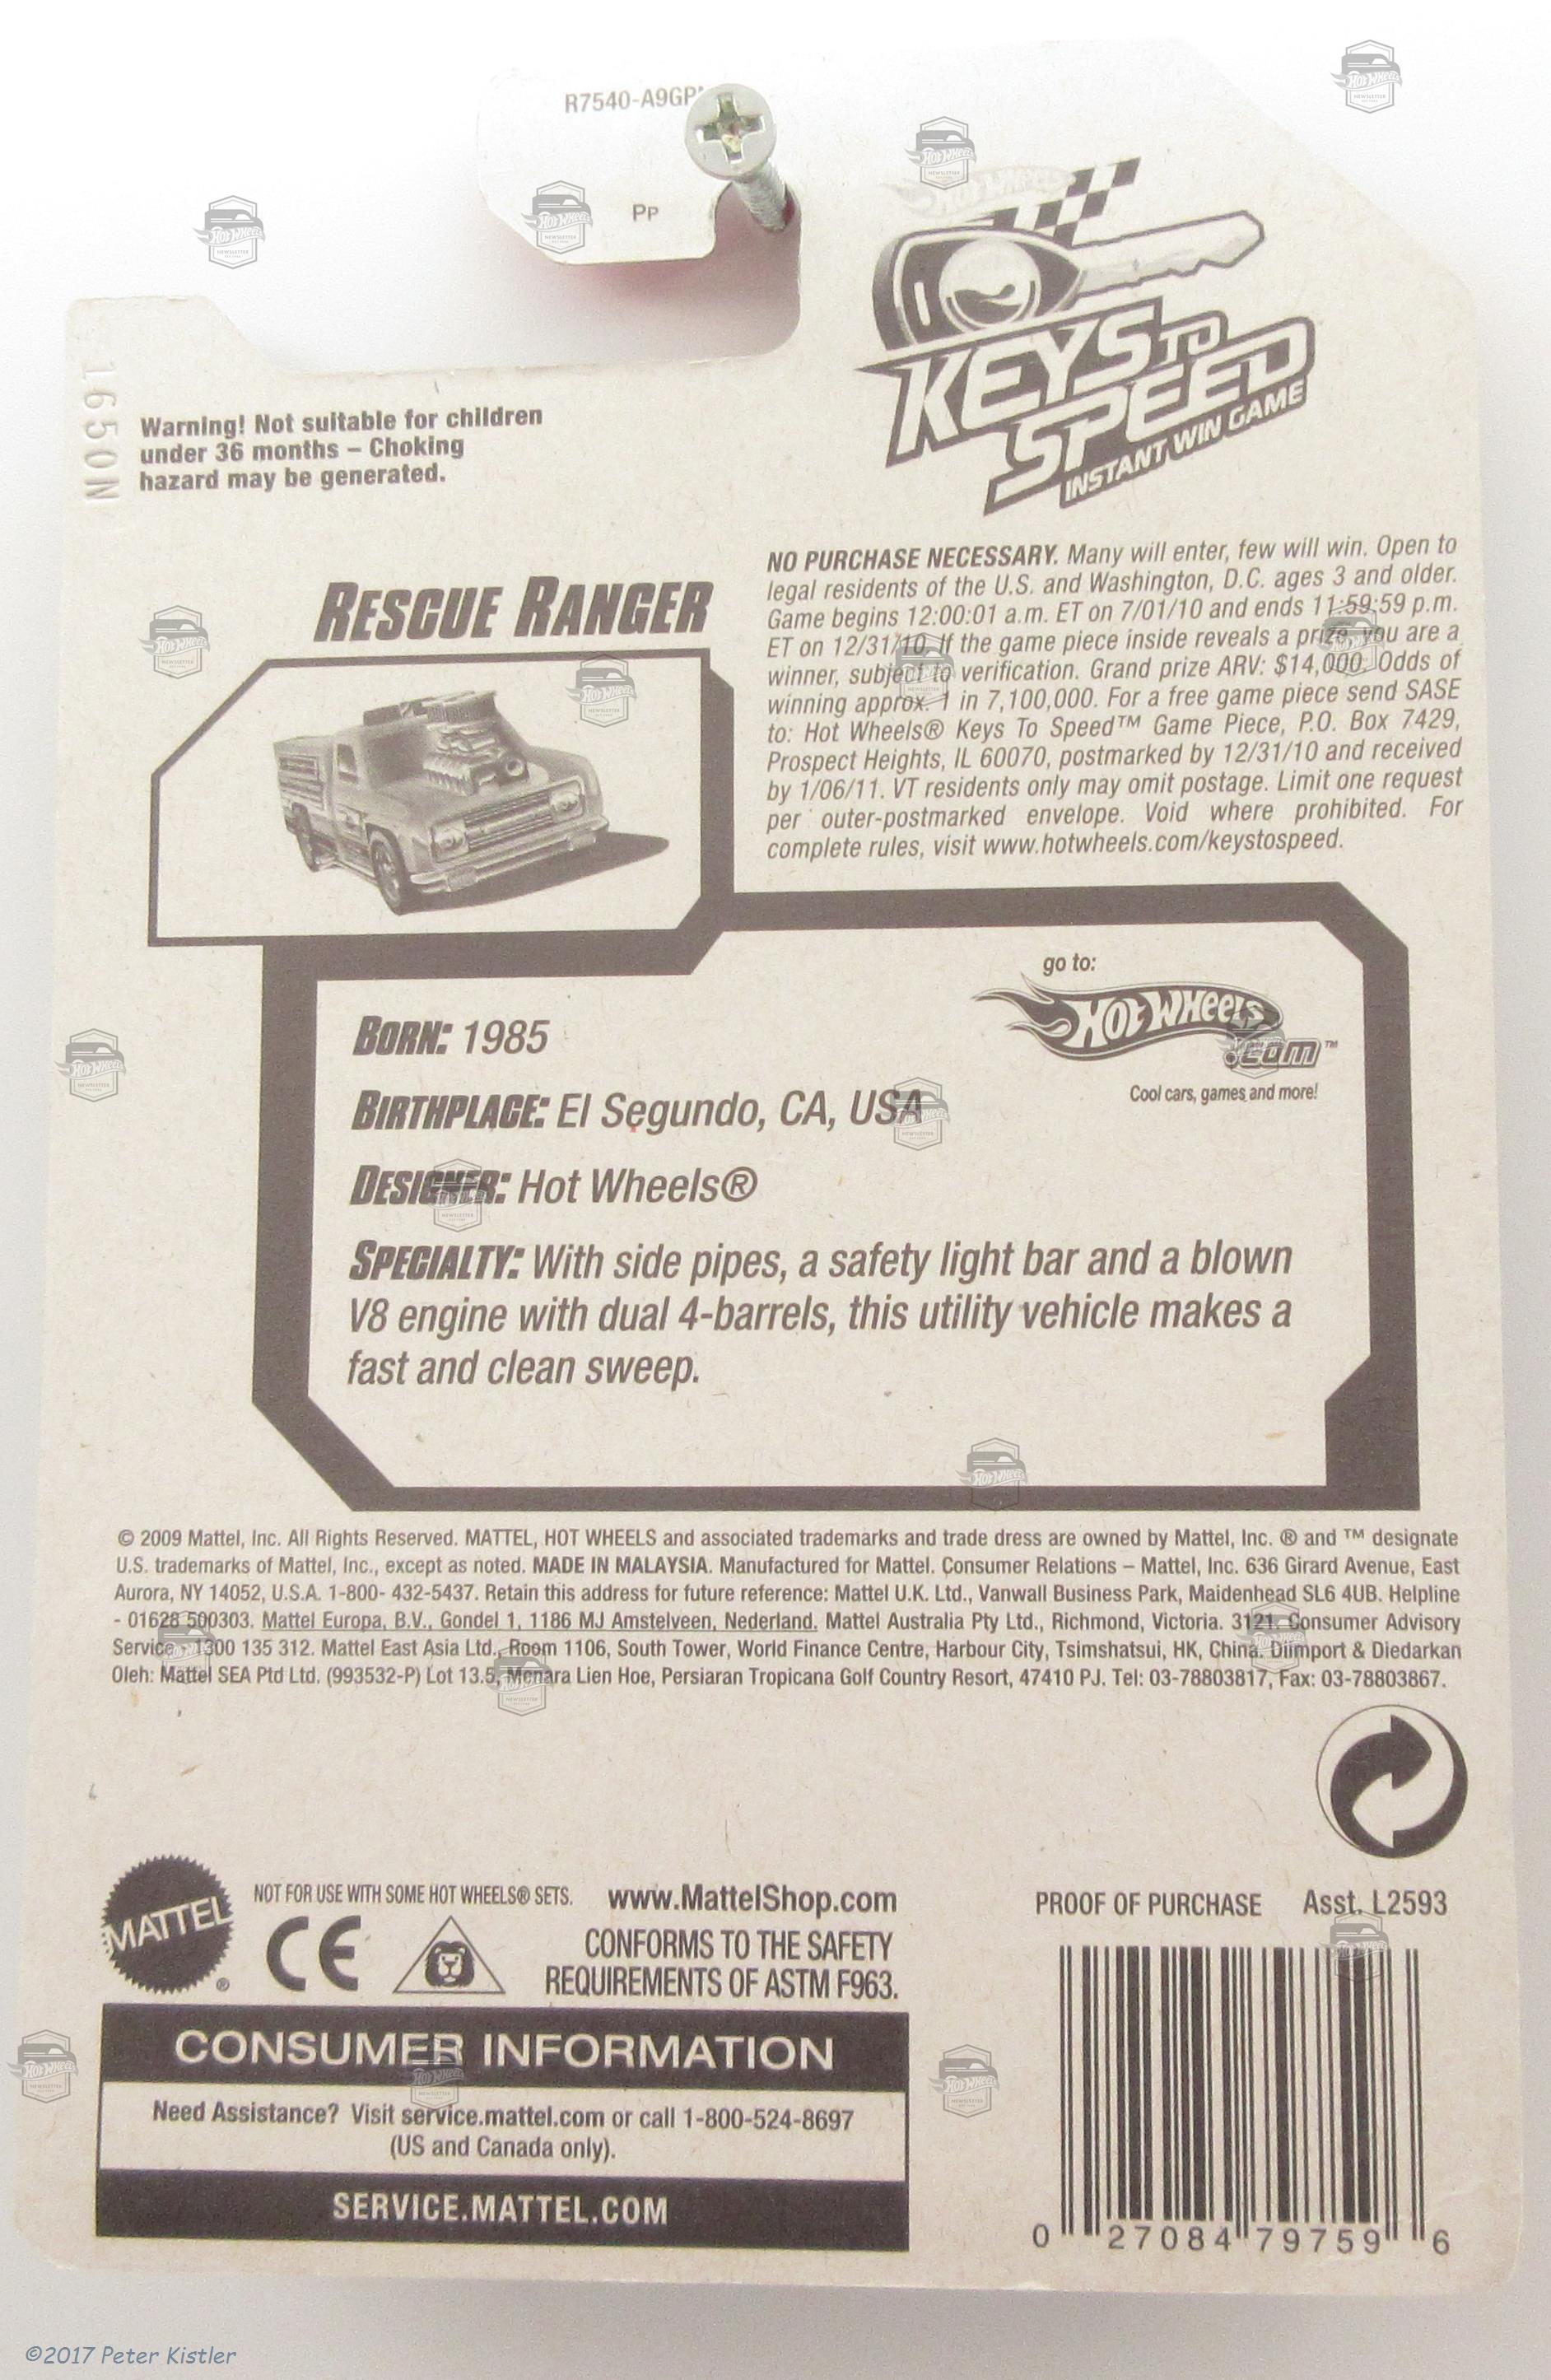 R7540-A9GP
PP
1650N
KEYS TO
SPEED
INSTANT WIN GAME
Warning! Not suitable for children
under 36 months – Choking
hazard may be generated.
RESCUE RANGER
NO PURCHASE NECESSARY. Many will enter, few will win. Open to
legal residents of the U.S. and Washington, D.C. ages 3 and older.
Game begins 12:00:01 a.m. ET on 7/01/10 and ends 11:59:59 p.m.
ET on 12/31/10. If the game piece inside reveals a prize, you are a
winner, subject to verification. Grand prize ARV: $14,000. Odds of
winning approx. 1 in 7,100,000. For a free game piece send SASE
to: Hot Wheels® Keys To Speed™ Game Piece, P.O. Box 7429,
Prospect Heights, IL 60070, postmarked by 12/31/10 and received
by 1/06/11. VT residents only may omit postage. Limit one request
per outer-postmarked envelope. Void where prohibited. For
complete rules, visit www.hotwheels.com/keystospeed.
go to:
HOT WHeeLs
.com™
Cool cars, games and more!
BORN: 1985
BIRTHPLACE: El Segundo, CA, USA
DESIGNER: Hot Wheels®
SPECIALTY: With side pipes, a safety light bar and a blown
V8 engine with dual 4-barrels, this utility vehicle makes a
fast and clean sweep.
© 2009 Mattel, Inc. All Rights Reserved. MATTEL, HOT WHEELS and associated trademarks and trade dress are owned by Mattel, Inc. ® and ™ designate
U.S. trademarks of Mattel, Inc., except as noted. MADE IN MALAYSIA. Manufactured for Mattel. Consumer Relations – Mattel, Inc. 636 Girard Avenue, East
Aurora, NY 14052, U.S.A. 1-800- 432-5437. Retain this address for future reference: Mattel U.K. Ltd., Vanwall Business Park, Maidenhead SL6 4UB. Helpline
- 01628 500303. Mattel Europa, B.V., Gondel 1, 1186 MJ Amstelveen, Nederland. Mattel Australia Pty Ltd., Richmond, Victoria. 3121. Consumer Advisory
Service - 1300 135 312. Mattel East Asia Ltd., Room 1106, South Tower, World Finance Centre, Harbour City, Tsimshatsui, HK, China. Diimport & Diedarkan
Oleh: Mattel SEA Ptd Ltd. (993532-P) Lot 13.5, Menara Lien Hoe, Persiaran Tropicana Golf Country Resort, 47410 PJ. Tel: 03-78803817, Fax: 03-78803867.
MATTEL®
NOT FOR USE WITH SOME HOT WHEELS® SETS.
www.MattelShop.com
CE
CONFORMS TO THE SAFETY
REQUIREMENTS OF ASTM F963.
PROOF OF PURCHASE Asst. L2593
CONSUMER INFORMATION
Need Assistance? Visit service.mattel.com or call 1-800-524-8697
(US and Canada only).
SERVICE.MATTEL.COM
0 27084 79759 6
©2017 Peter Kistler